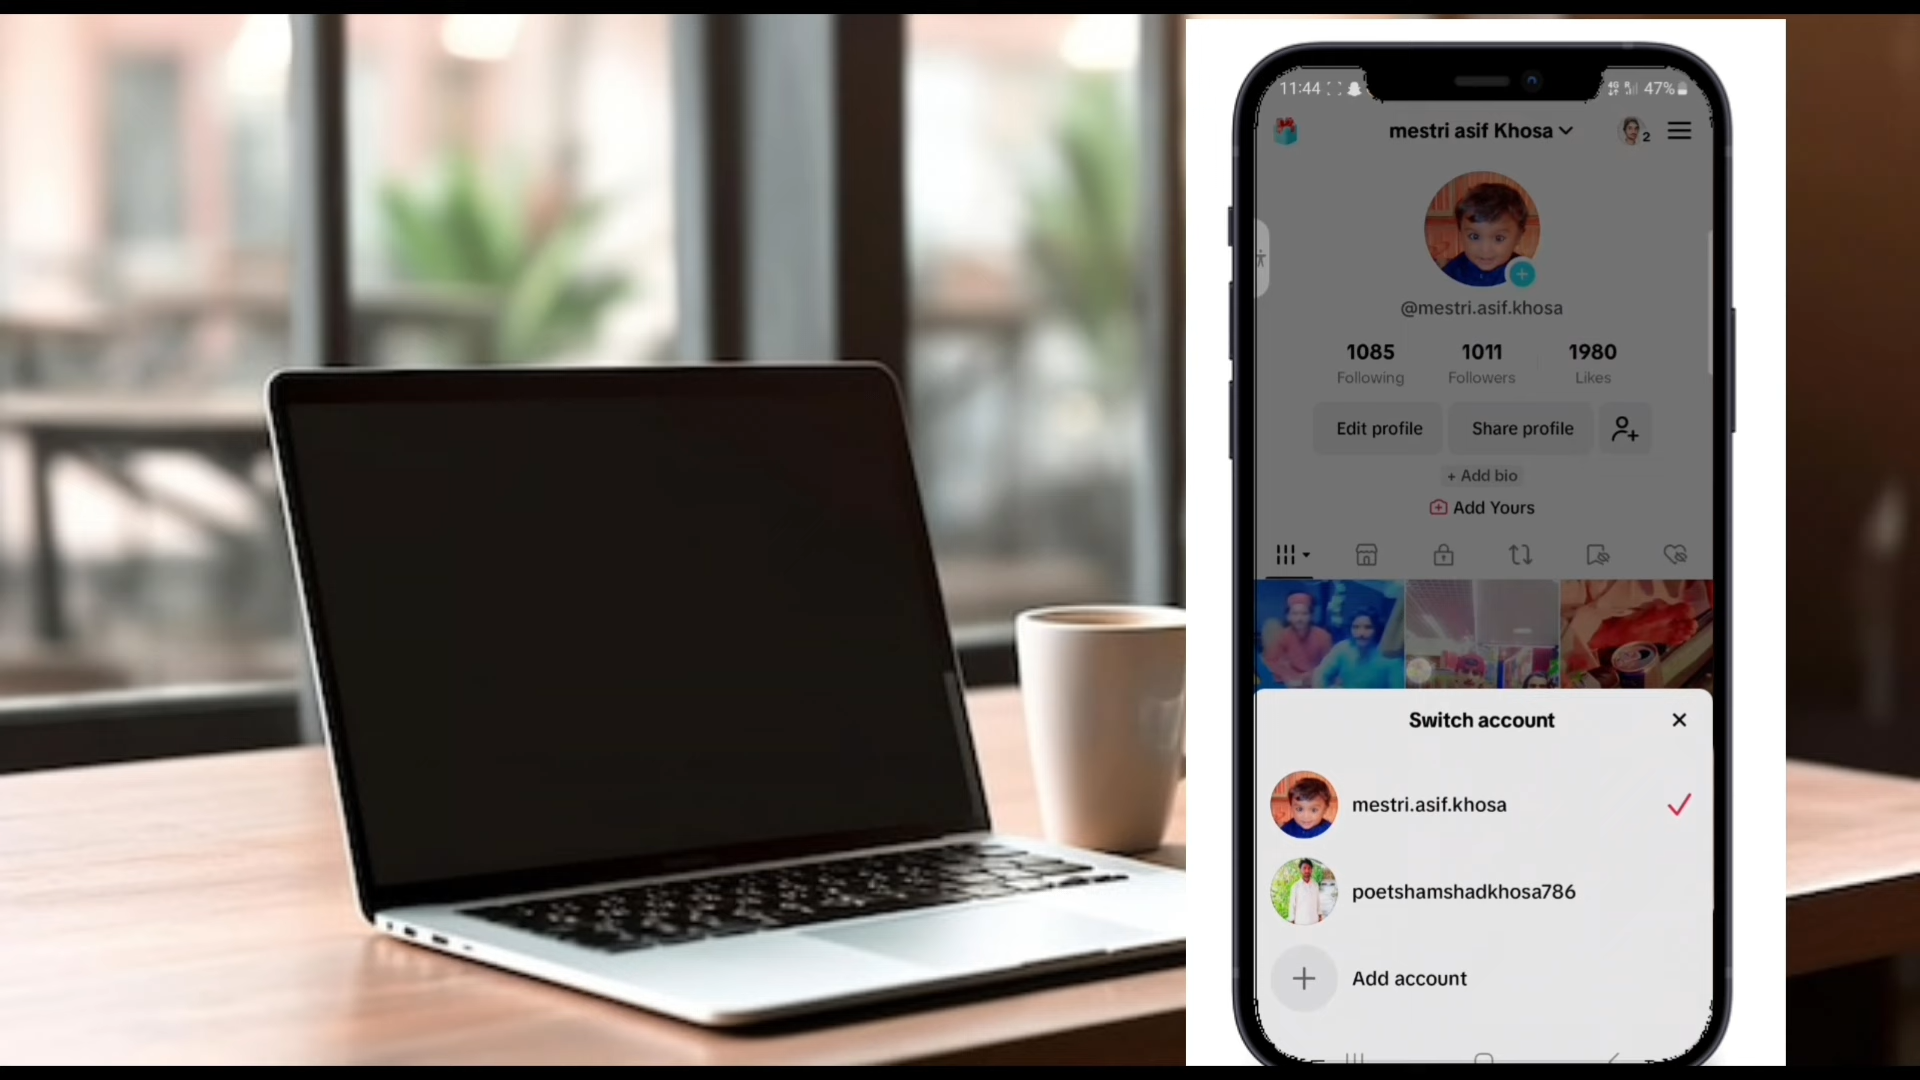 11:44 47%
mestri asif Khosa 2
@mestri.asif.khosa
1085 1011 1980
Following Followers Likes
Edit profile Share profile
+ Add bio
Add Yours
Switch account
mestri.asif.khosa
poetshamshadkhosa786
Add account